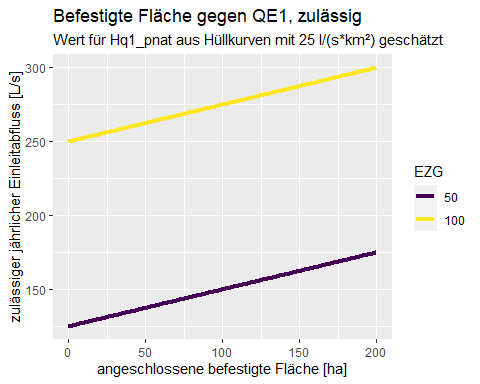 Befestigte Fläche gegen QE1, zulässig
Wert für Hq1_pnat aus Hüllkurven mit 25 l/(s*km²) geschätzt
zulässiger jährlicher Einleitabfluss [L/s]
300
250
200
150
0
50
100
150
200
angeschlossene befestigte Fläche [ha]
EZG
50
100